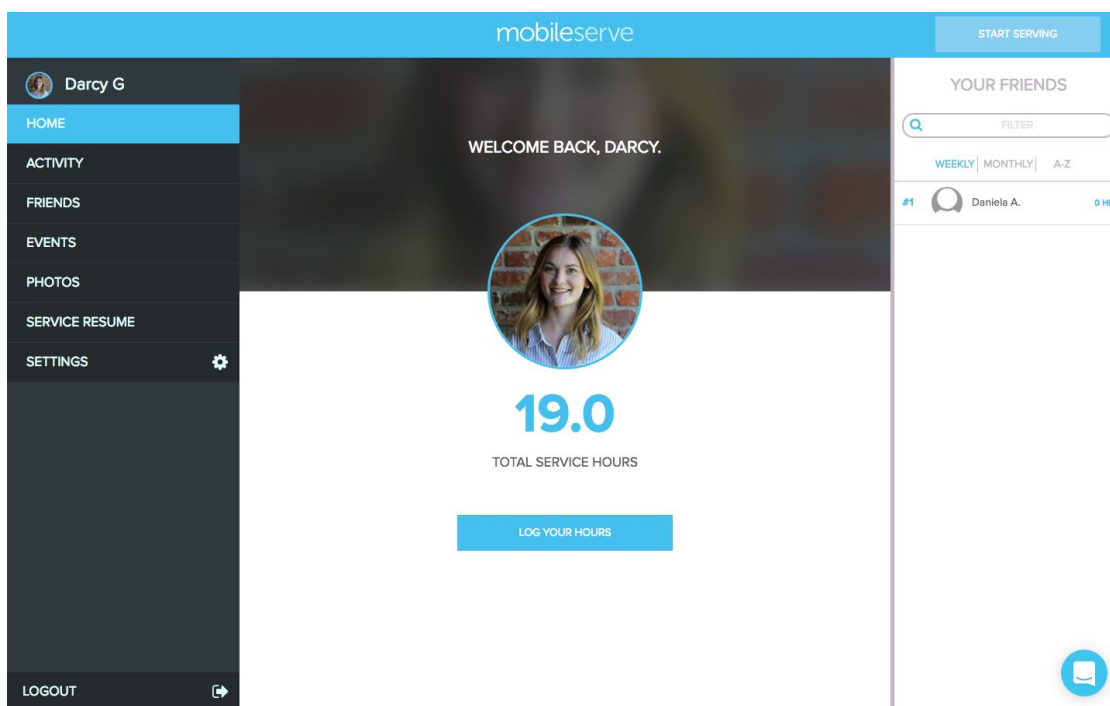 mobileserve
START SERVING
Darcy G
HOME
ACTIVITY
FRIENDS
EVENTS
PHOTOS
SERVICE RESUME
SETTINGS
LOGOUT
WELCOME BACK, DARCY.
19.0
TOTAL SERVICE HOURS
LOG YOUR HOURS
YOUR FRIENDS
FILTER
WEEKLY| MONTHLY| A-Z
#1 Daniela A. 0